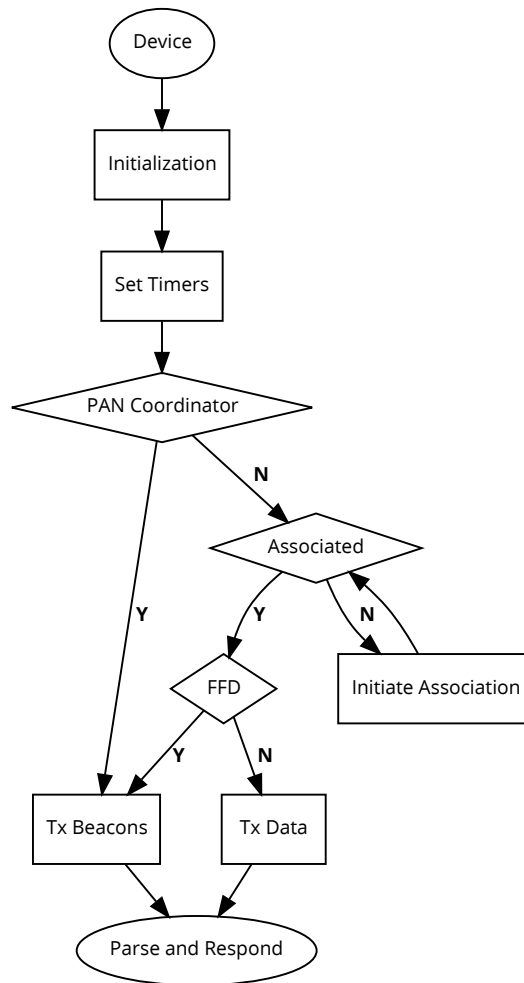 Device
Initialization
Set Timers
PAN Coordinator
N
Associated
Y
Y
N
FFD
Initiate Association
Y
N
Tx Beacons
Tx Data
Parse and Respond